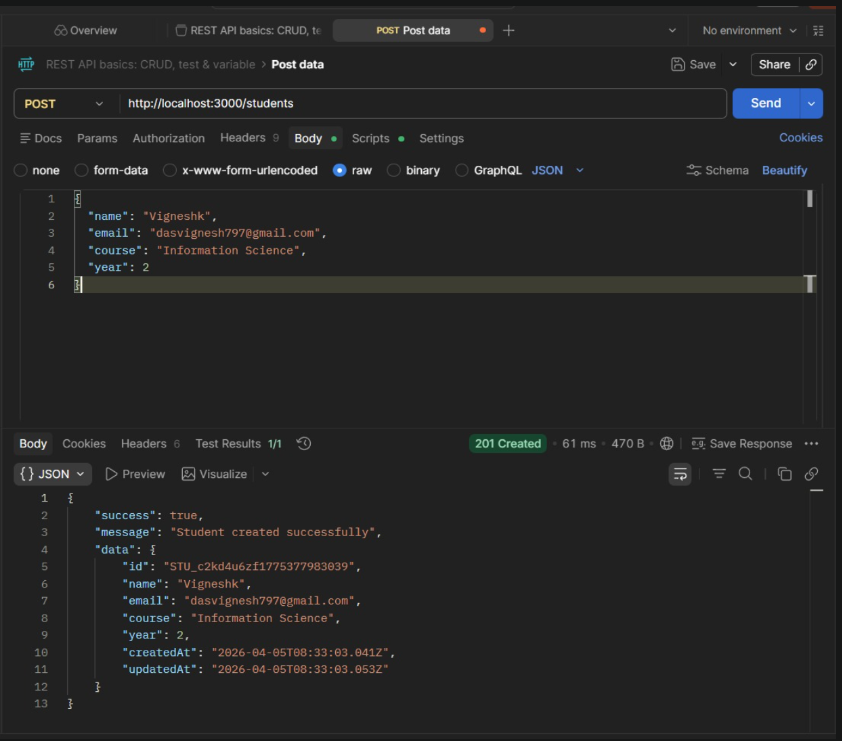 Overview REST API basics: CRUD, te POST Post data No environment
HTTP REST API basics: CRUD, test & variable > Post data Save Share
POST http://localhost:3000/students Send
Docs Params Authorization Headers 9 Body Scripts Settings Cookies
none form-data x-www-form-urlencoded raw binary GraphQL JSON Schema Beautify
1 {
2 "name": "Vigneshk",
3 "email": "dasvignesh797@gmail.com",
4 "course": "Information Science",
5 "year": 2
6 }
Body Cookies Headers 6 Test Results 1/1 201 Created • 61 ms • 470 B e.g. Save Response •••
{} JSON Preview Visualize
1 {
2 "success": true,
3 "message": "Student created successfully",
4 "data": {
5 "id": "STU_c2kd4u6zf1775377983039",
6 "name": "Vigneshk",
7 "email": "dasvignesh797@gmail.com",
8 "course": "Information Science",
9 "year": 2,
10 "createdAt": "2026-04-05T08:33:03.041Z",
11 "updatedAt": "2026-04-05T08:33:03.053Z"
12 }
13 }